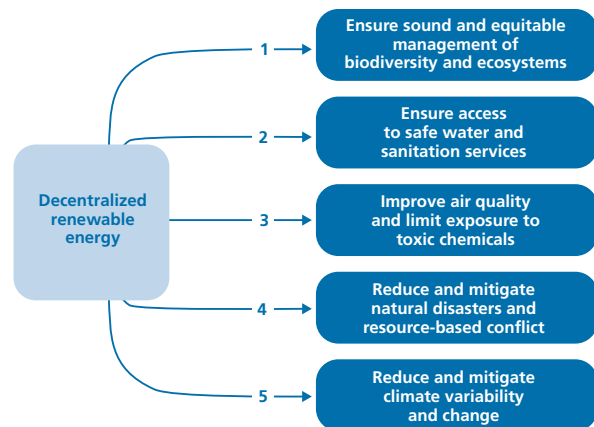 Decentralized
renewable
energy
1
Ensure sound and equitable
management of
biodiversity and ecosystems
2
Ensure access
to safe water and
sanitation services
3
Improve air quality
and limit exposure to
toxic chemicals
4
Reduce and mitigate
natural disasters and
resource-based conflict
5
Reduce and mitigate
climate variability
and change